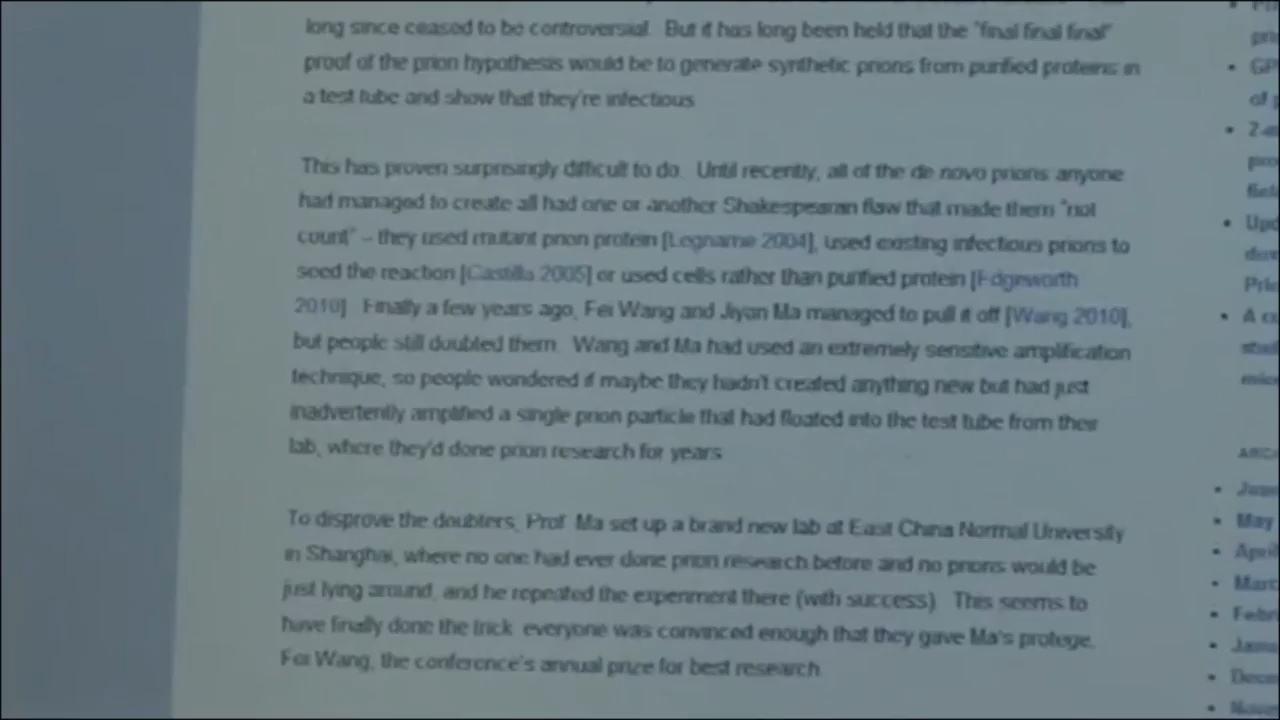 long since ceased to be controversial. But it has long been held that the "final final final"
proof of the prion hypothesis would be to generate synthetic prions from purified proteins in
a test tube and show that they're infectious.
This has proven surprisingly difficult to do. Until recently, all of the de novo prions anyone
had managed to create all had one or another Shakespearan flaw that made them "not
count" – they used mutant prion protein [Legname 2004], used existing infectious prions to
seed the reaction [Castilla 2005] or used cells rather than purified protein [Edgeworth
2010]. Finally a few years ago, Fei Wang and Jiyan Ma managed to pull it off [Wang 2010],
but people still doubted them. Wang and Ma had used an extremely sensitive amplification
technique, so people wondered if maybe they hadn't created anything new but had just
inadvertently amplified a single prion particle that had floated into the test tube from their
lab, where they'd done prion research for years.
To disprove the doubters, Prof. Ma set up a brand new lab at East China Normal University
in Shanghai, where no one had ever done prion research before and no prions would be
just lying around, and he repeated the experiment there (with success). This seems to
have finally done the trick: everyone was convinced enough that they gave Ma's protege,
Fei Wang, the conference's annual prize for best research.
of
A
May
April